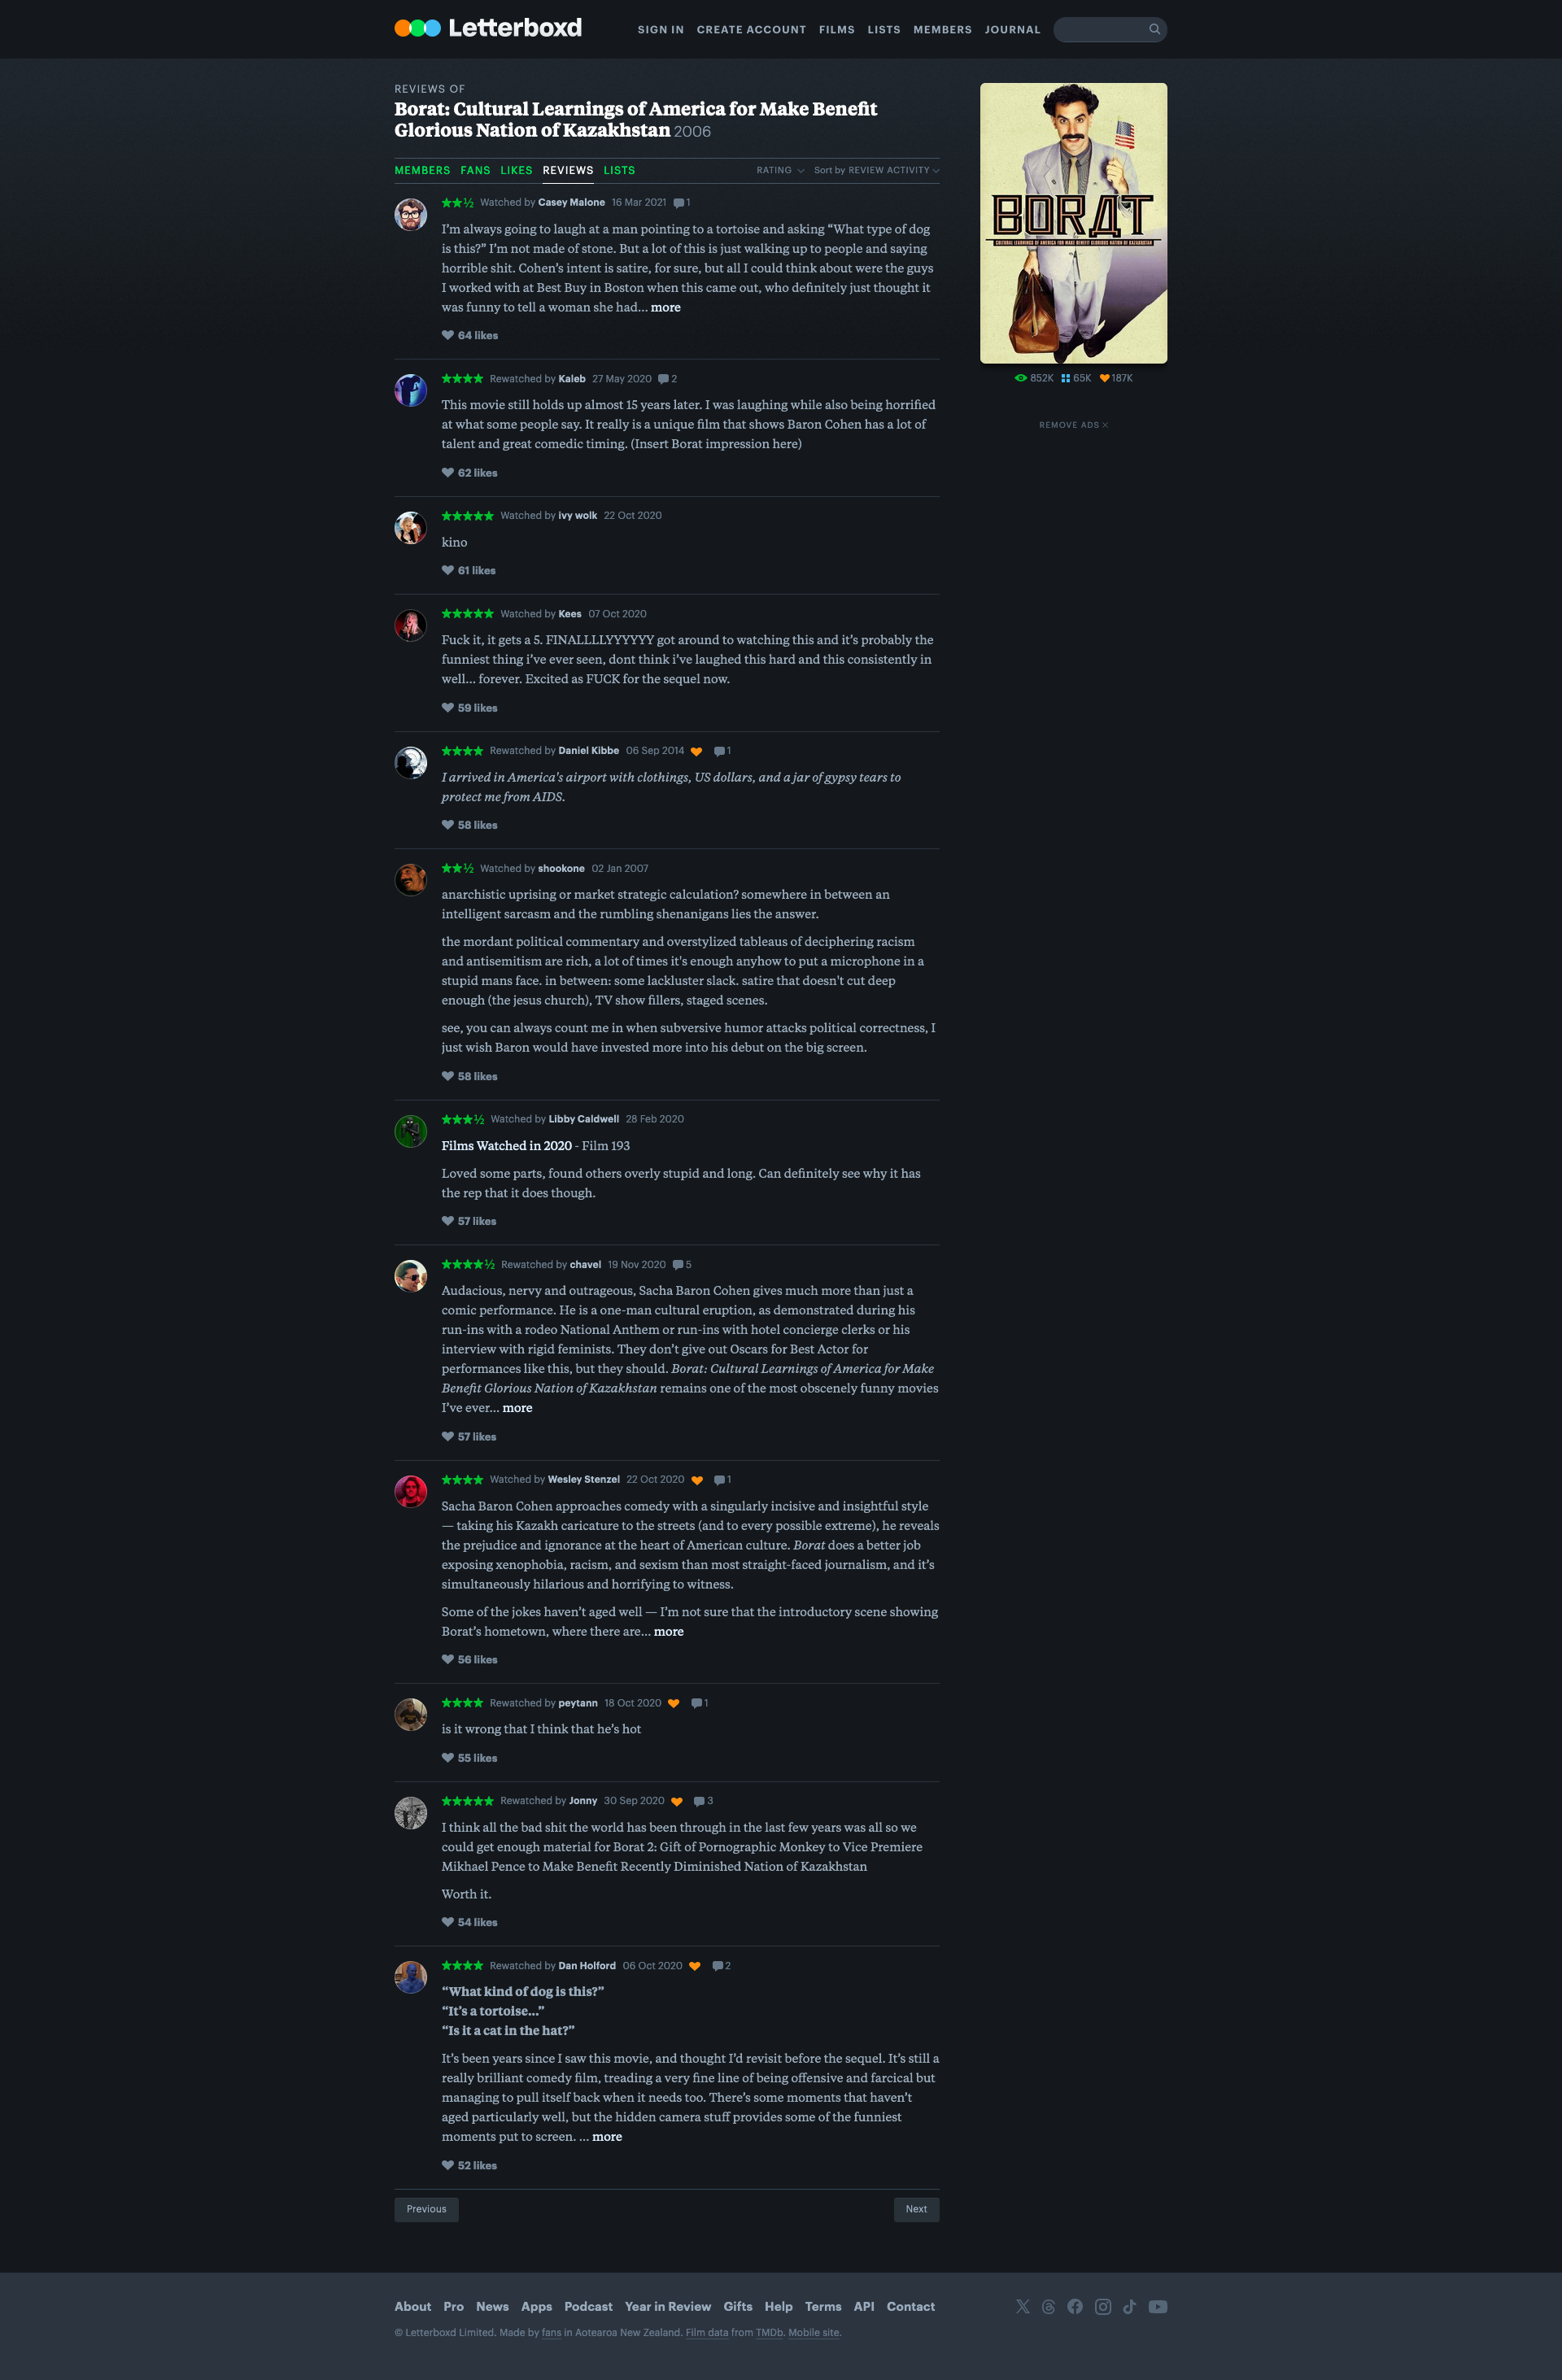 Letterboxd
SIGN IN CREATE ACCOUNT FILMS LISTS MEMBERS JOURNAL
REVIEWS OF
Borat: Cultural Learnings of America for Make Benefit
Glorious Nation of Kazakhstan 2006
MEMBERS FANS LIKES REVIEWS LISTS RATING Sort by REVIEW ACTIVITY
BORAT
CULTURAL LEARNINGS OF AMERICA FOR MAKE BENEFIT GLORIOUS NATION OF KAZAKHSTAN
852K 65K 187K
REMOVE ADS
★★½ Watched by Casey Malone 16 Mar 2021 1
I’m always going to laugh at a man pointing to a tortoise and asking “What type of dog
is this?” I’m not made of stone. But a lot of this is just walking up to people and saying
horrible shit. Cohen’s intent is satire, for sure, but all I could think about were the guys
I worked with at Best Buy in Boston when this came out, who definitely just thought it
was funny to tell a woman she had… more
64 likes
★★★★ Rewatched by Kaleb 27 May 2020 2
This movie still holds up almost 15 years later. I was laughing while also being horrified
at what some people say. It really is a unique film that shows Baron Cohen has a lot of
talent and great comedic timing. (Insert Borat impression here)
62 likes
★★★★★ Watched by ivy wolk 22 Oct 2020
kino
61 likes
★★★★★ Watched by Kees 07 Oct 2020
Fuck it, it gets a 5. FINALLLLYYYYYY got around to watching this and it’s probably the
funniest thing i’ve ever seen, dont think i’ve laughed this hard and this consistently in
well… forever. Excited as FUCK for the sequel now.
59 likes
★★★★ Rewatched by Daniel Kibbe 06 Sep 2014 1
I arrived in America's airport with clothings, US dollars, and a jar of gypsy tears to
protect me from AIDS.
58 likes
★★½ Watched by shookone 02 Jan 2007
anarchistic uprising or market strategic calculation? somewhere in between an
intelligent sarcasm and the rumbling shenanigans lies the answer.
the mordant political commentary and overstylized tableaus of deciphering racism
and antisemitism are rich, a lot of times it's enough anyhow to put a microphone in a
stupid mans face. in between: some lackluster slack. satire that doesn't cut deep
enough (the jesus church), TV show fillers, staged scenes.
see, you can always count me in when subversive humor attacks political correctness, I
just wish Baron would have invested more into his debut on the big screen.
58 likes
★★★½ Watched by Libby Caldwell 28 Feb 2020
Films Watched in 2020 - Film 193
Loved some parts, found others overly stupid and long. Can definitely see why it has
the rep that it does though.
57 likes
★★★★½ Rewatched by chavel 19 Nov 2020 5
Audacious, nervy and outrageous, Sacha Baron Cohen gives much more than just a
comic performance. He is a one-man cultural eruption, as demonstrated during his
run-ins with a rodeo National Anthem or run-ins with hotel concierge clerks or his
interview with rigid feminists. They don’t give out Oscars for Best Actor for
performances like this, but they should. Borat: Cultural Learnings of America for Make
Benefit Glorious Nation of Kazakhstan remains one of the most obscenely funny movies
I’ve ever… more
57 likes
★★★★ Watched by Wesley Stenzel 22 Oct 2020 1
Sacha Baron Cohen approaches comedy with a singularly incisive and insightful style
— taking his Kazakh caricature to the streets (and to every possible extreme), he reveals
the prejudice and ignorance at the heart of American culture. Borat does a better job
exposing xenophobia, racism, and sexism than most straight-faced journalism, and it’s
simultaneously hilarious and horrifying to witness.
Some of the jokes haven’t aged well — I’m not sure that the introductory scene showing
Borat’s hometown, where there are… more
56 likes
★★★★ Rewatched by peytann 18 Oct 2020 1
is it wrong that I think that he’s hot
55 likes
★★★★★ Rewatched by Jonny 30 Sep 2020 3
I think all the bad shit the world has been through in the last few years was all so we
could get enough material for Borat 2: Gift of Pornographic Monkey to Vice Premiere
Mikhael Pence to Make Benefit Recently Diminished Nation of Kazakhstan
Worth it.
54 likes
★★★★ Rewatched by Dan Holford 06 Oct 2020 2
“What kind of dog is this?”
“It’s a tortoise…”
“Is it a cat in the hat?”
It’s been years since I saw this movie, and thought I’d revisit before the sequel. It’s still a
really brilliant comedy film, treading a very fine line of being offensive and farcical but
managing to pull itself back when it needs too. There’s some moments that haven’t
aged particularly well, but the hidden camera stuff provides some of the funniest
moments put to screen. … more
52 likes
Previous Next
About Pro News Apps Podcast Year in Review Gifts Help Terms API Contact
© Letterboxd Limited. Made by fans in Aotearoa New Zealand. Film data from TMDb. Mobile site.